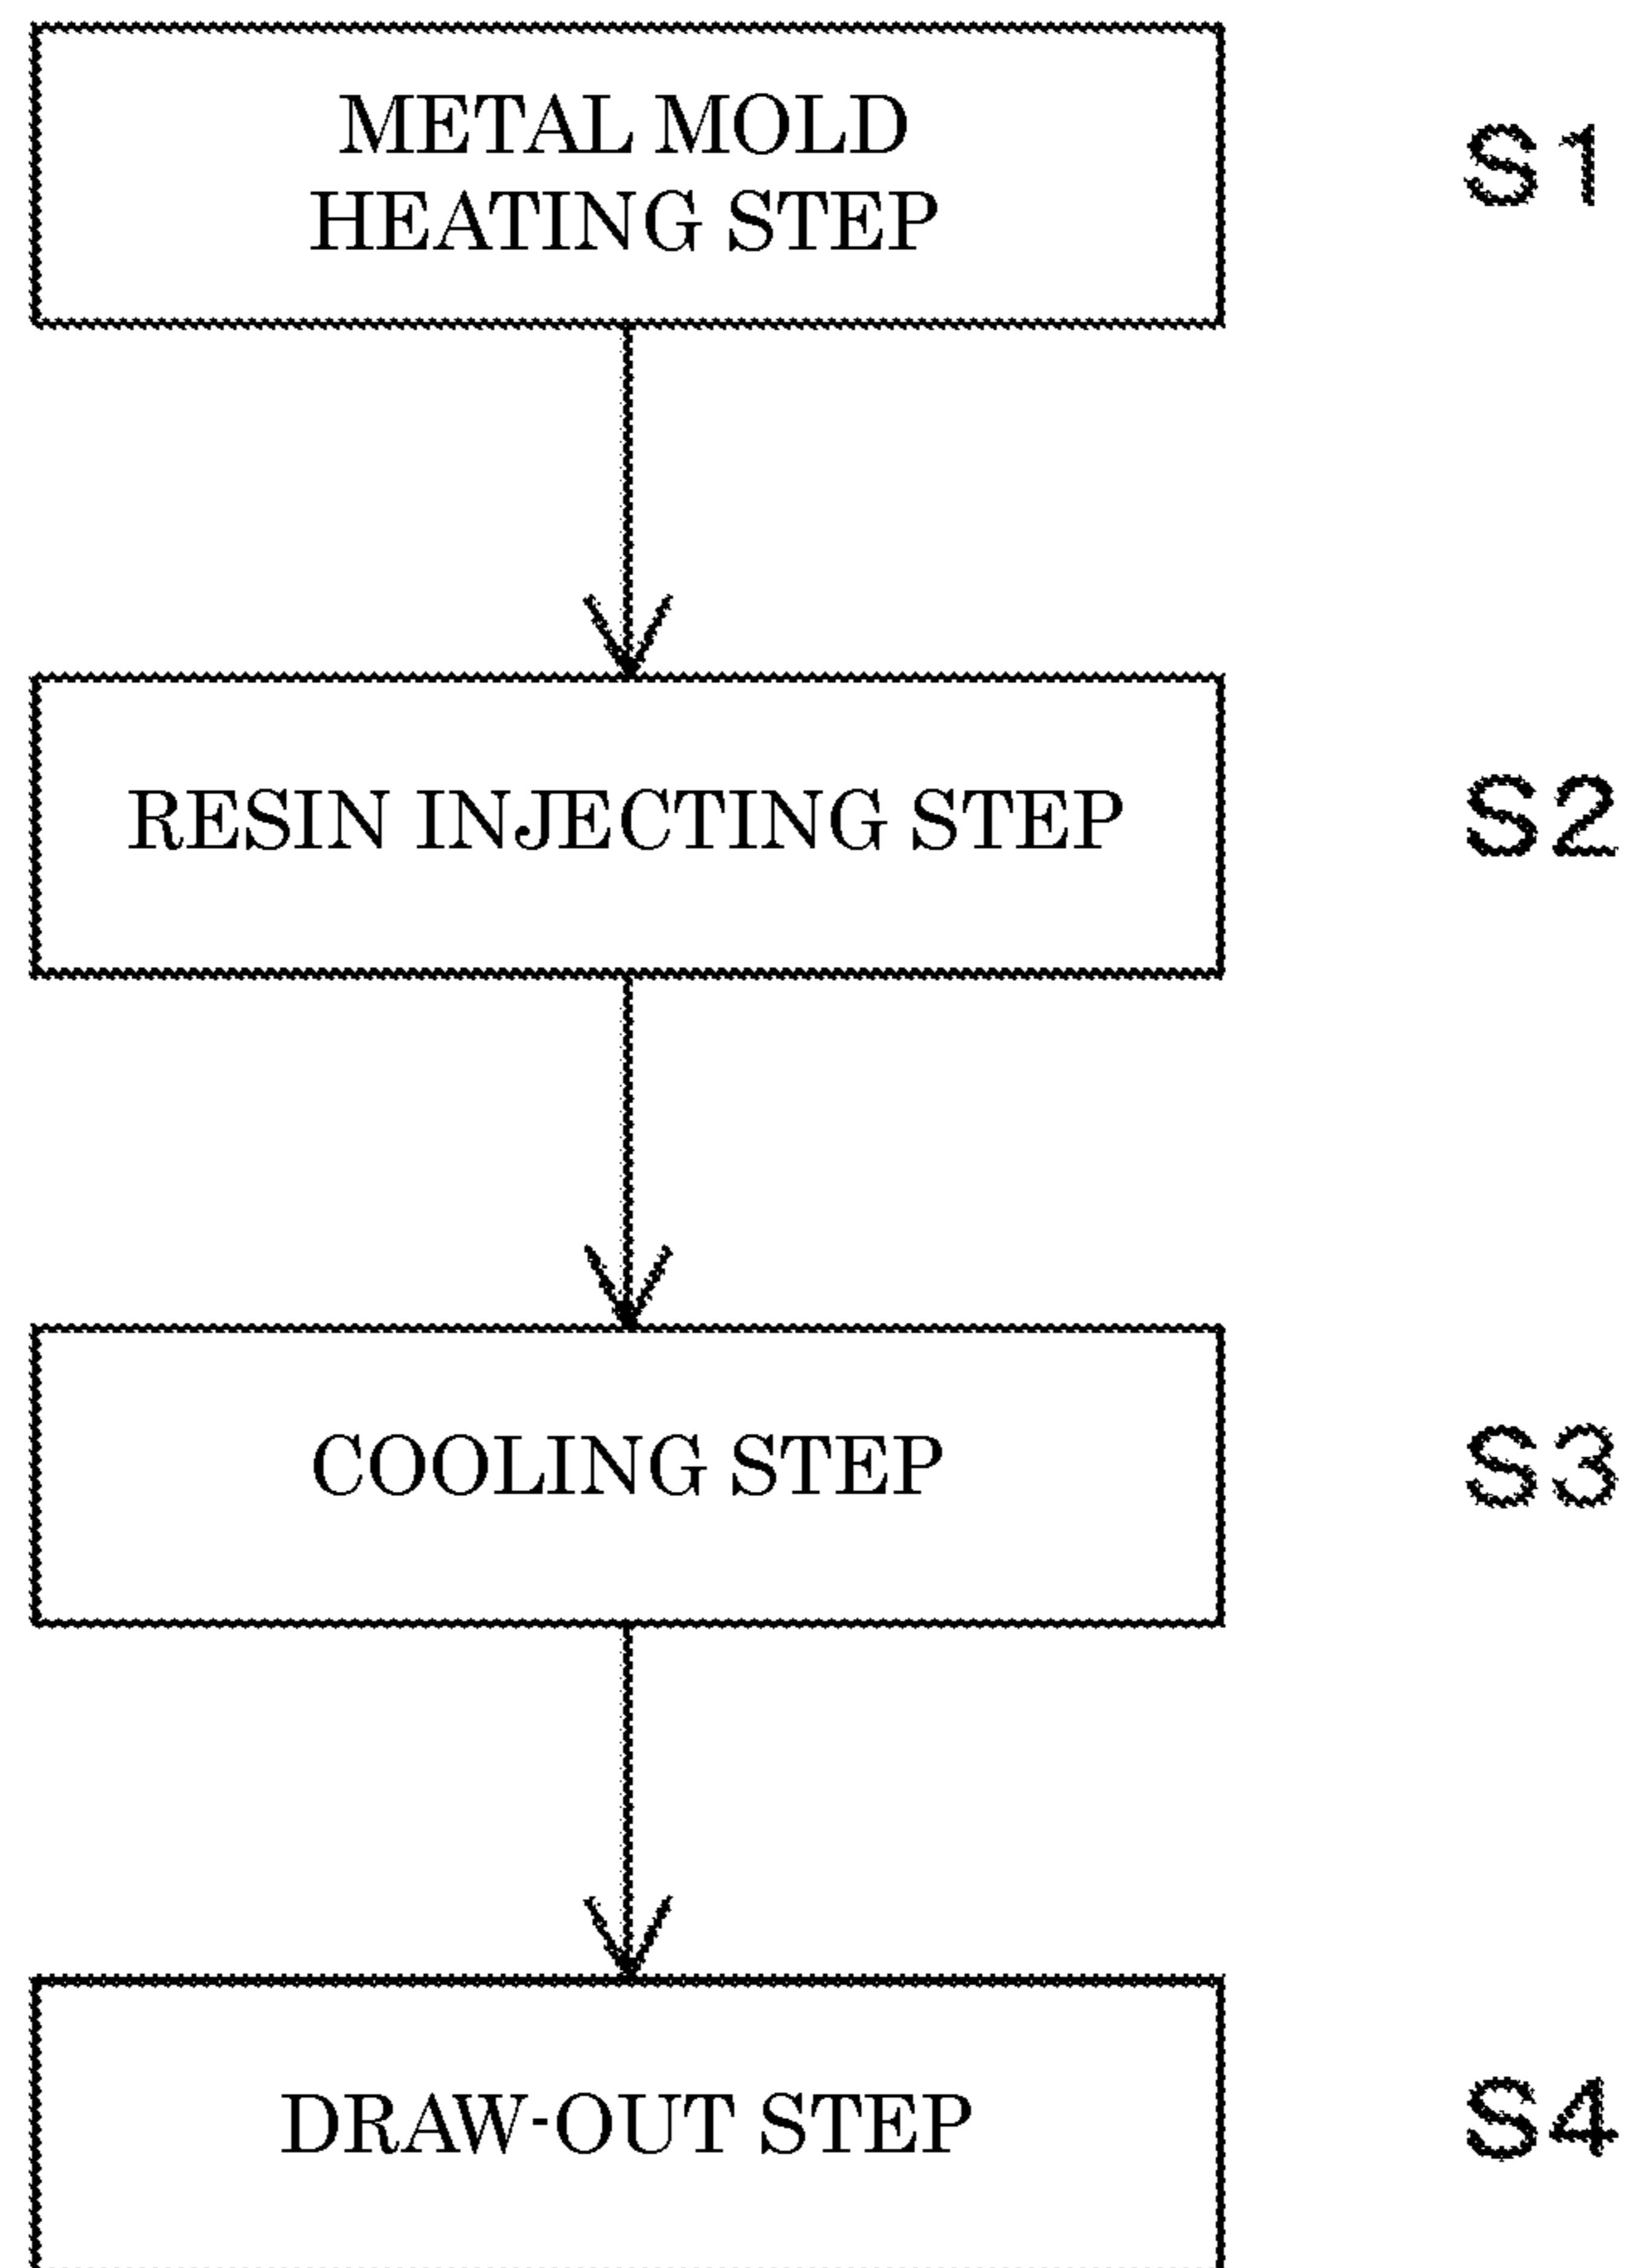 METAL MOLD
HEATING STEP
S1
RESIN INJECTING STEP
S2
COOLING STEP
S3
DRAW-OUT STEP
S4